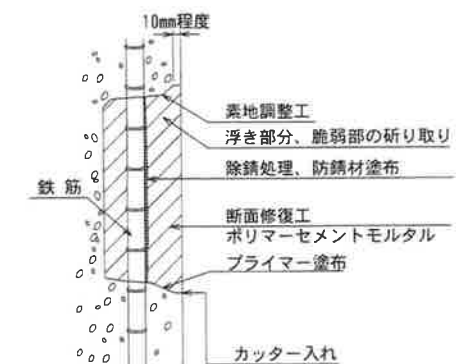 10mm程度
素地調整工
浮き部分、脆弱部の斫り取り
除錆処理、防錆材塗布
鉄筋
断面修復工
ポリマーセメントモルタル
プライマー塗布
カッター入れ